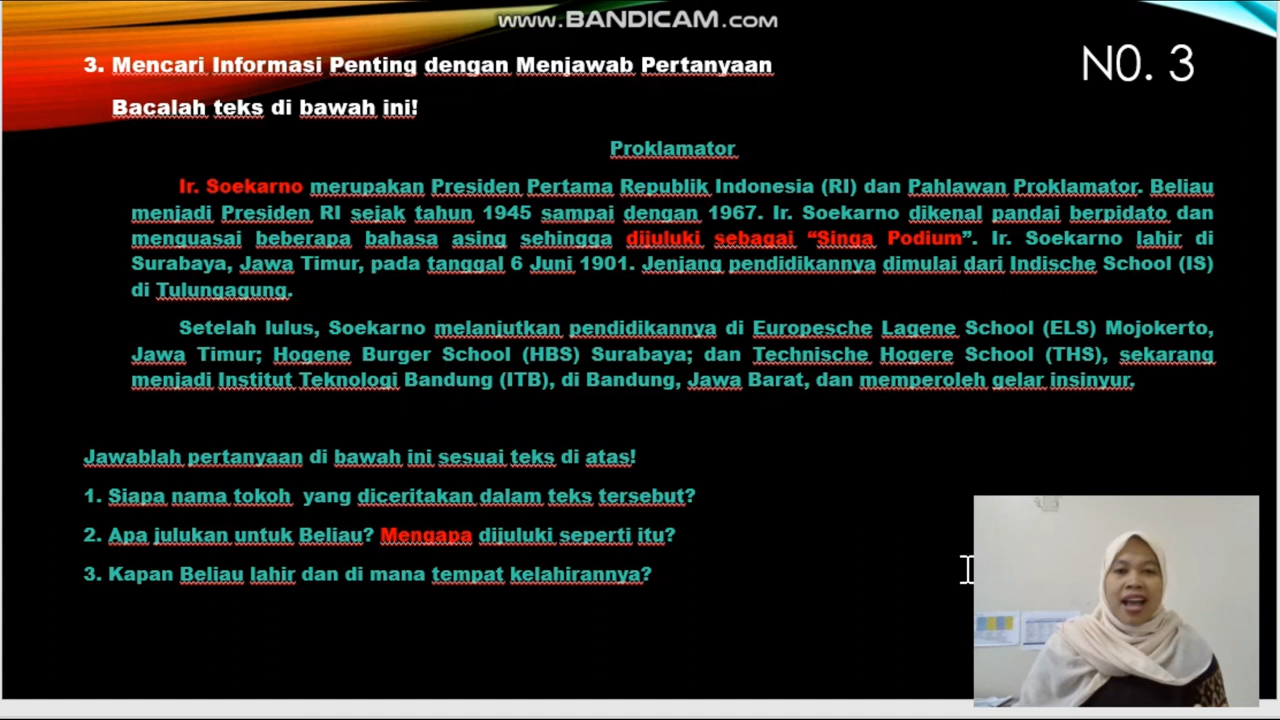 www.BANDICAM.com
N0. 3
3. Mencari Informasi Penting dengan Menjawab Pertanyaan
Bacalah teks di bawah ini!
Proklamator
Ir. Soekarno merupakan Presiden Pertama Republik Indonesia (RI) dan Pahlawan Proklamator. Beliau
menjadi Presiden RI sejak tahun 1945 sampai dengan 1967. Ir. Soekarno dikenal pandai berpidato dan
menguasai beberapa bahasa asing sehingga dijuluki sebagai “Singa Podium”. Ir. Soekarno lahir di
Surabaya, Jawa Timur, pada tanggal 6 Juni 1901. Jenjang pendidikannya dimulai dari Indische School (IS)
di Tulungagung.
Setelah lulus, Soekarno melanjutkan pendidikannya di Europesche Lagene School (ELS) Mojokerto,
Jawa Timur; Hogene Burger School (HBS) Surabaya; dan Technische Hogere School (THS), sekarang
menjadi Institut Teknologi Bandung (ITB), di Bandung, Jawa Barat, dan memperoleh gelar insinyur.
Jawablah pertanyaan di bawah ini sesuai teks di atas!
1. Siapa nama tokoh yang diceritakan dalam teks tersebut?
2. Apa julukan untuk Beliau? Mengapa dijuluki seperti itu?
3. Kapan Beliau lahir dan di mana tempat kelahirannya?